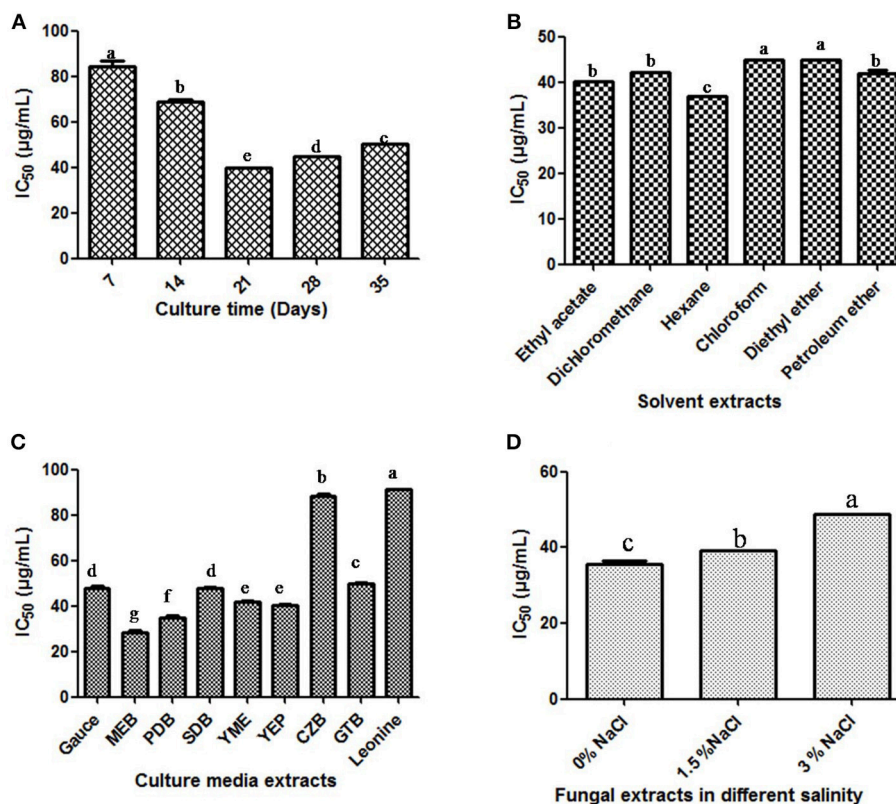 A
IC50 (µg/mL)
100
80
60
40
20
0
a
b
e
d
c
7
14
21
28
35
Culture time (Days)
B
IC50 (µg/mL)
50
40
30
20
10
0
b
b
c
a
a
b
Ethyl acetate
Dichloromethane
Hexane
Chloroform
Diethyl ether
Petroleum ether
Solvent extracts
C
IC50 (µg/mL)
100
80
60
40
20
0
d
g
f
d
e
e
b
c
a
Gauce
MEB
PDB
SDB
YME
YEP
CZB
GTB
Leonine
Culture media extracts
D
IC50 (µg/mL)
60
40
20
0
c
b
a
0% NaCl
1.5 %NaCl
3 % NaCl
Fungal extracts in different salinity